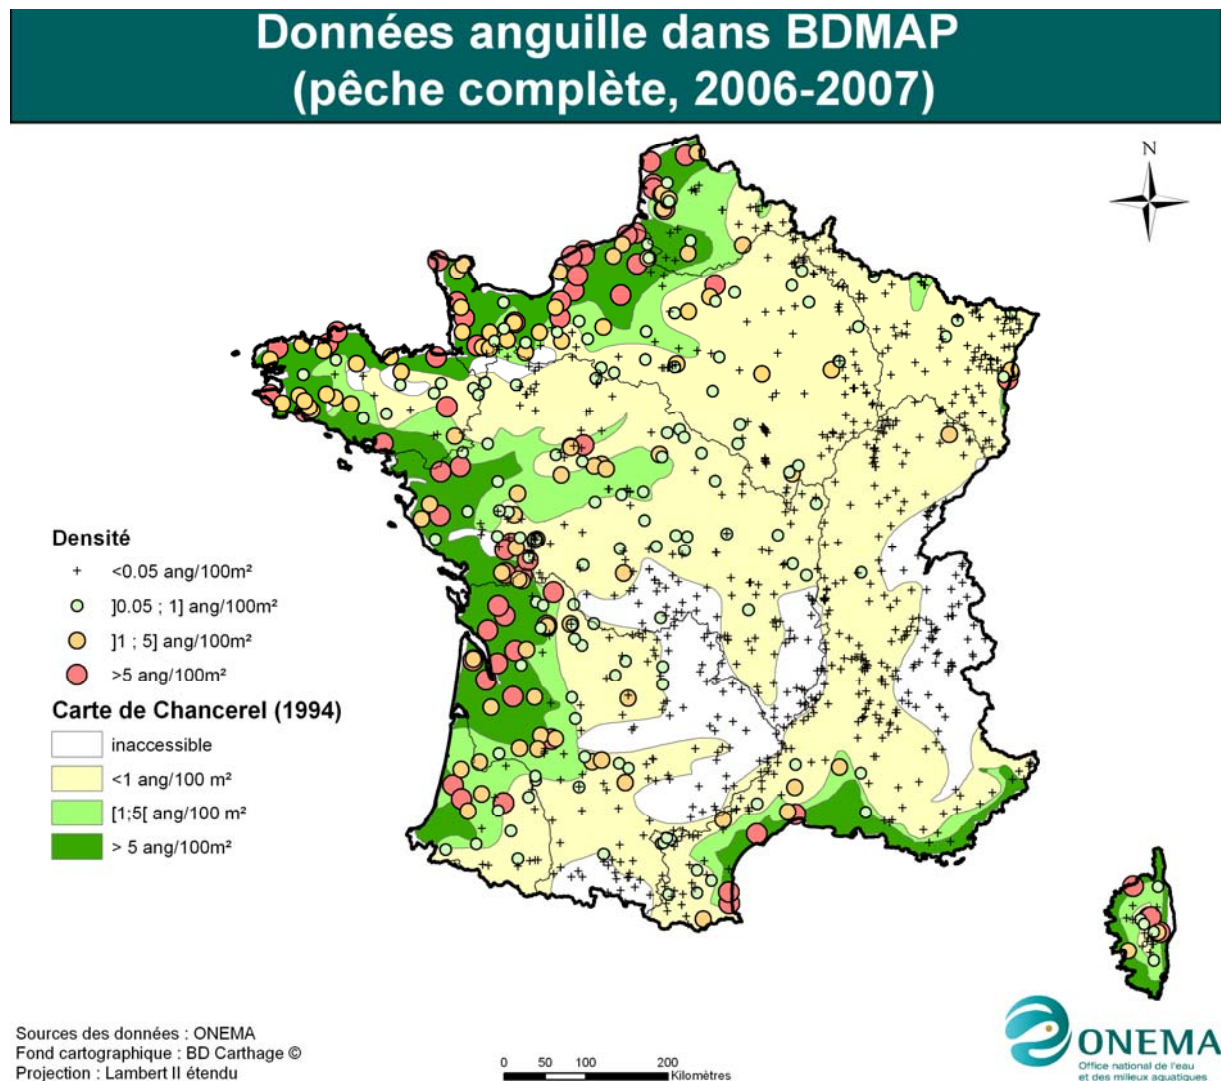 Données anguille dans BDMAP
(pêche complète, 2006-2007)
N
Densité
<0.05 ang/100m²
]0.05 ; 1] ang/100m²
]1 ; 5] ang/100m²
>5 ang/100m²
Carte de Chancerel (1994)
inaccessible
<1 ang/100 m²
[1;5[ ang/100 m²
> 5 ang/100m²
Sources des données : ONEMA
Fond cartographique : BD Carthage ©
Projection : Lambert II étendu
0 50 100 200
Kilomètres
ONEMA
Office national de l'eau
et des milieux aquatiques